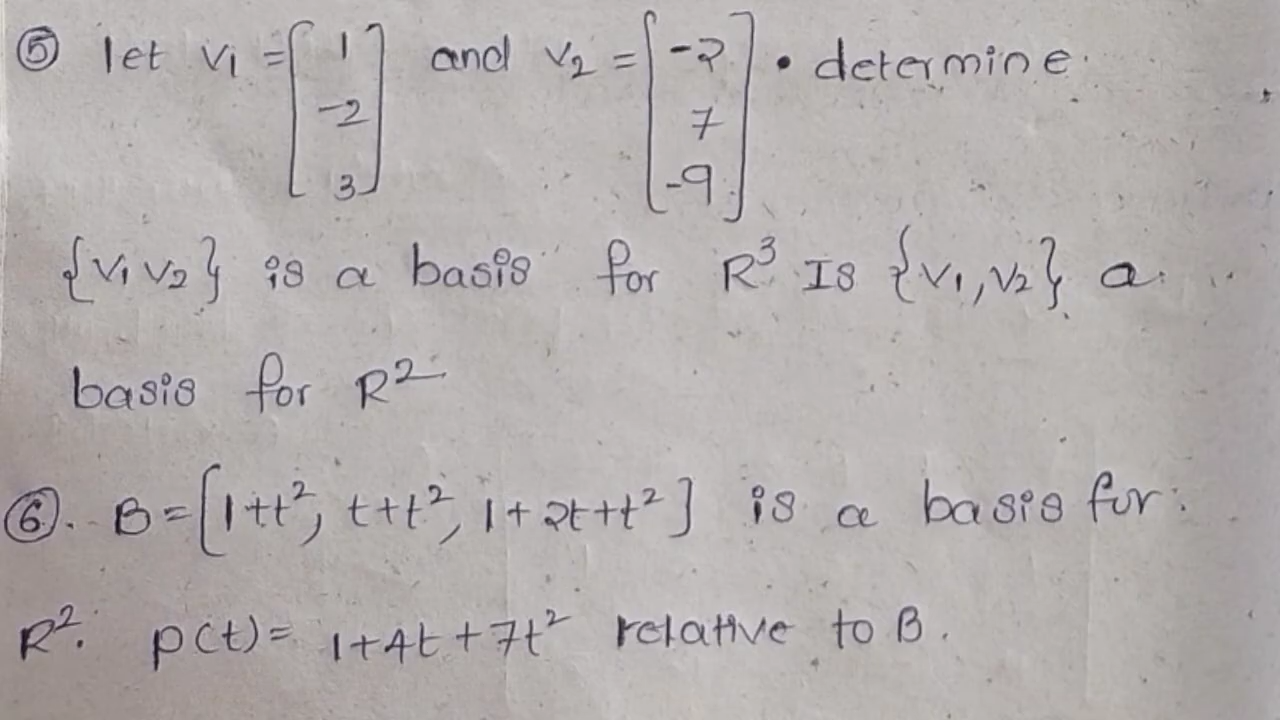 ⑤ let v₁ = [1 -2 3] and v₂ = [-2 7 -9] • determine
{v₁ v₂} is a basis for R³. Is {v₁, v₂} a
basis for R².
⑥. B = [1+t², t+t², 1+2t+t²] is a basis for
R². p(t) = 1+4t+7t² relative to B.